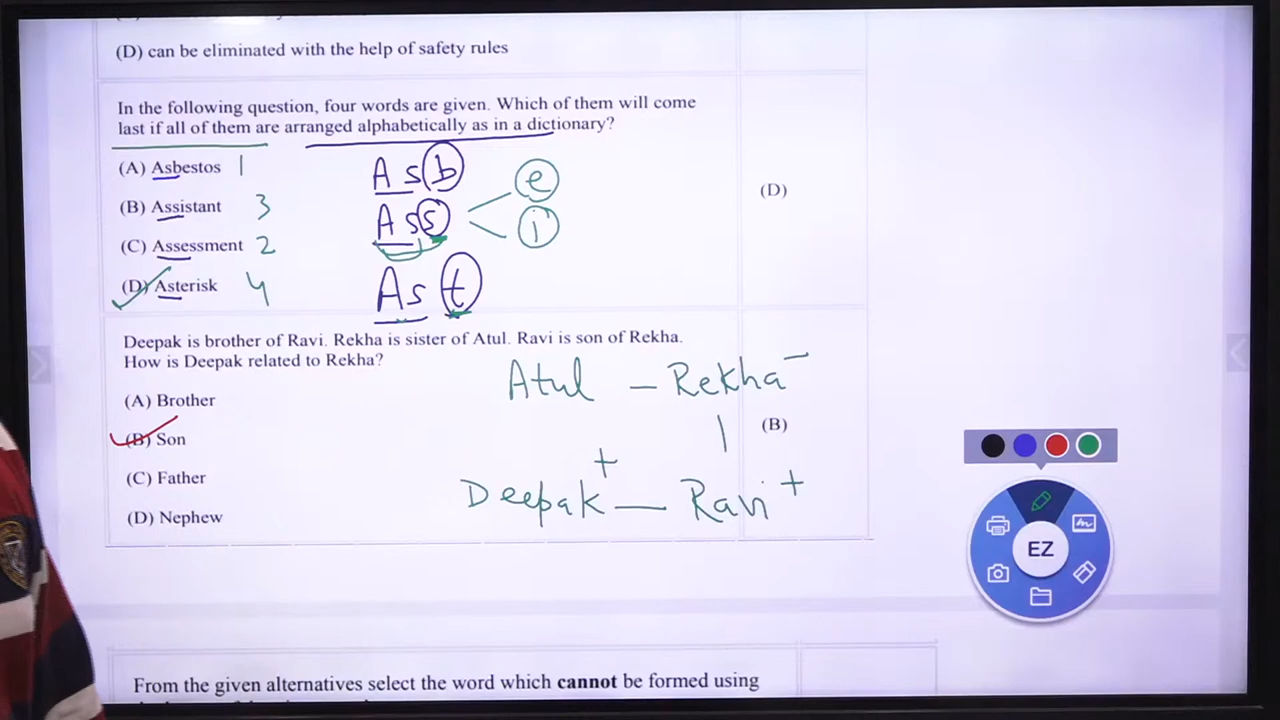 (D) can be eliminated with the help of safety rules
In the following question, four words are given. Which of them will come
last if all of them are arranged alphabetically as in a dictionary?
(A) Asbestos 1
(B) Assistant 3
(C) Assessment 2
(D) Asterisk 4
Asb
Ass
e
i
Ast
(D)
Deepak is brother of Ravi. Rekha is sister of Atul. Ravi is son of Rekha.
How is Deepak related to Rekha?
(A) Brother
(B) Son
(C) Father
(D) Nephew
Atul – Rekha –
|
Deepak + — Ravi +
(B)
EZ
From the given alternatives select the word which cannot be formed using